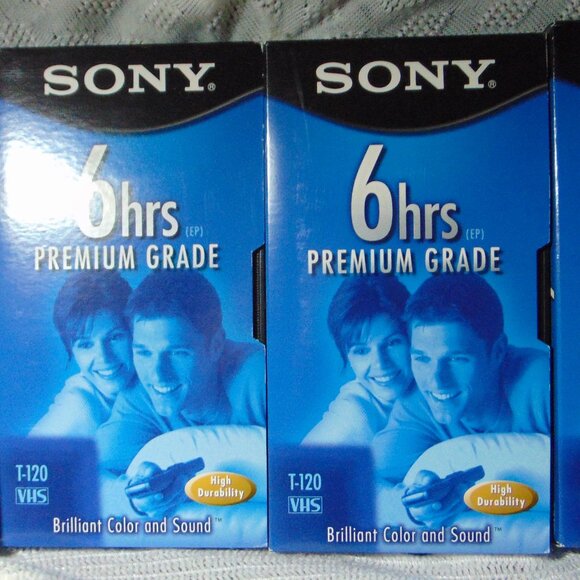 SONY®
6hrs (EP)
PREMIUM GRADE
T-120
VHS
High
Durability
Brilliant Color and Sound™
SONY®
6hrs (EP)
PREMIUM GRADE
T-120
VHS
High
Durability
Brilliant Color and Sound™